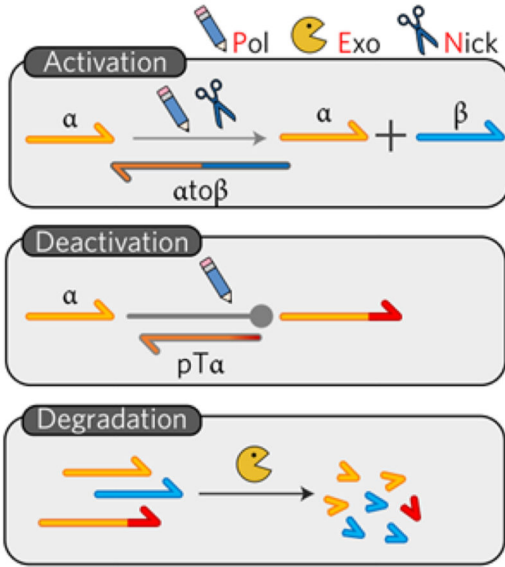 Pol Exo Nick
Activation
α α β
+
αtoβ
Deactivation
α
pTα
Degradation